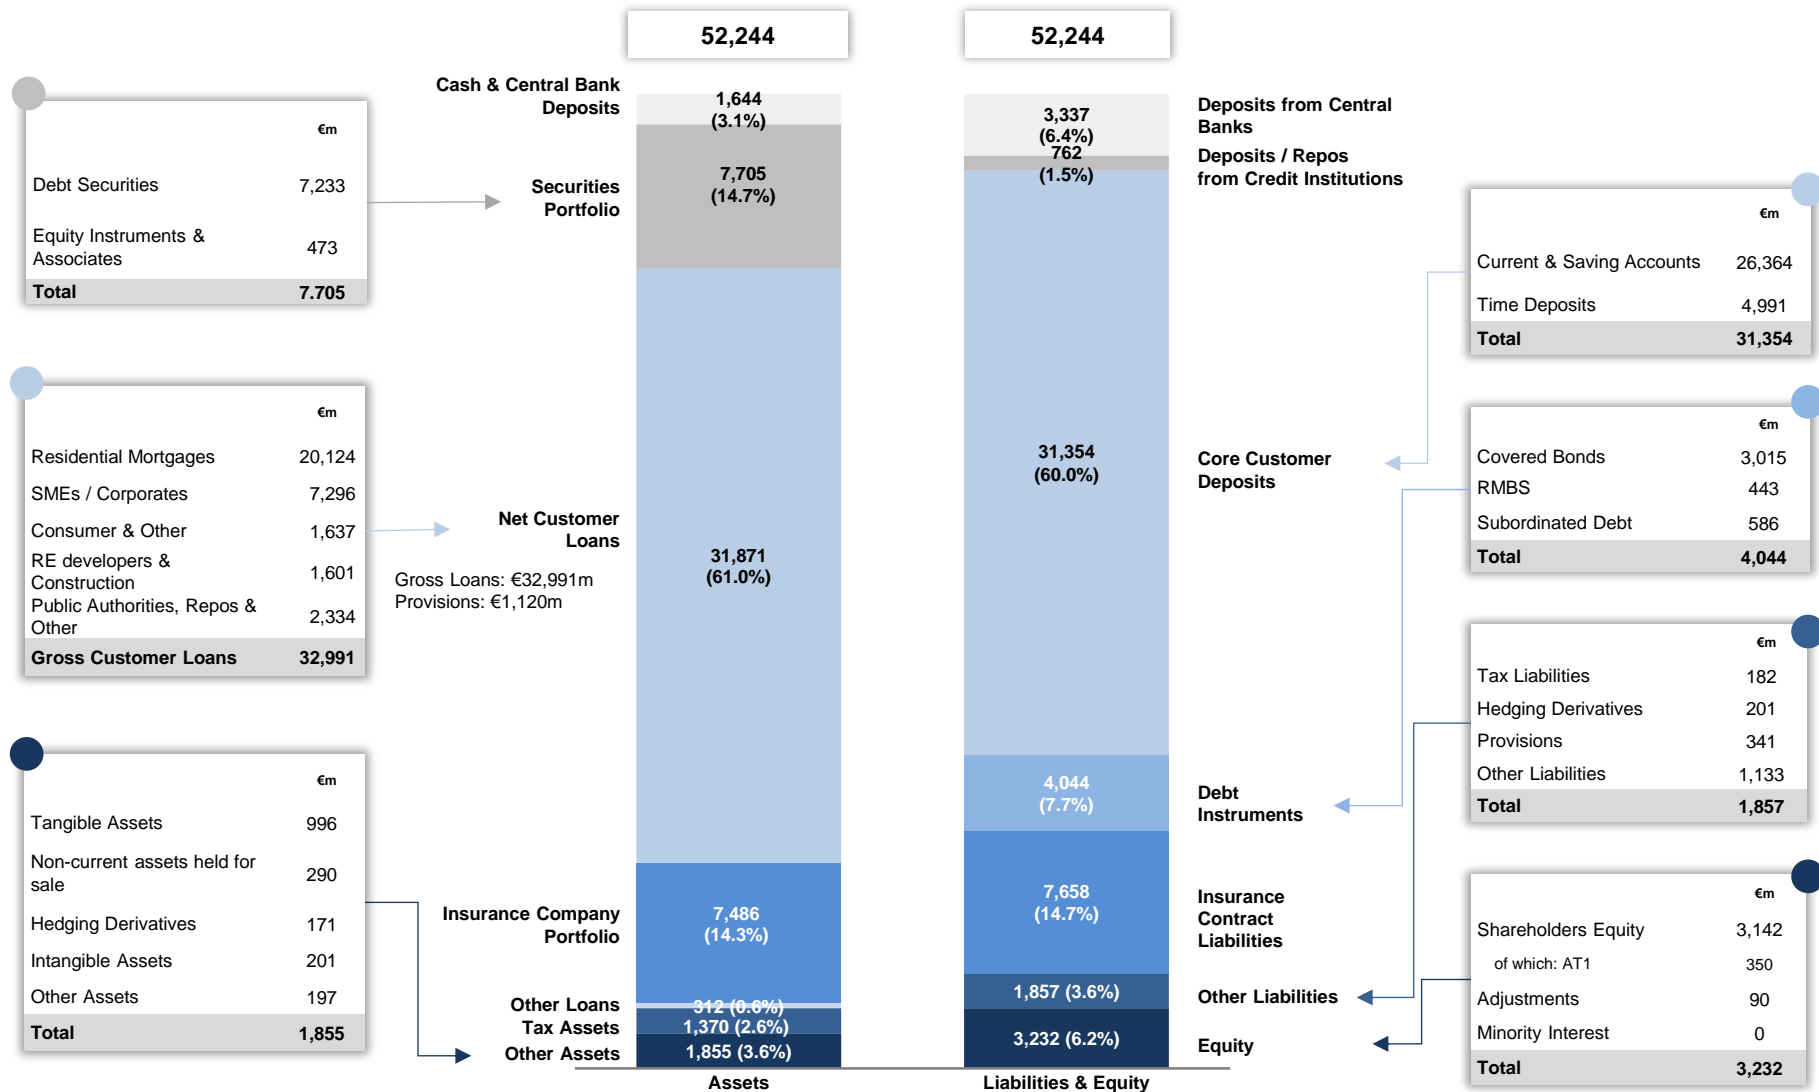 52,244
52,244
€m
Debt Securities 7,233
Equity Instruments &
Associates 473
Total 7.705
€m
Residential Mortgages 20,124
SMEs / Corporates 7,296
Consumer & Other 1,637
RE developers &
Construction 1,601
Public Authorities, Repos &
Other 2,334
Gross Customer Loans 32,991
€m
Tangible Assets 996
Non-current assets held for
sale 290
Hedging Derivatives 171
Intangible Assets 201
Other Assets 197
Total 1,855
Cash & Central Bank
Deposits
Securities
Portfolio
Net Customer
Loans
Gross Loans: €32,991m
Provisions: €1,120m
Insurance Company
Portfolio
Other Loans
Tax Assets
Other Assets
1,644
(3.1%)
7,705
(14.7%)
31,871
(61.0%)
7,486
(14.3%)
312 (0.6%)
1,370 (2.6%)
1,855 (3.6%)
Assets
3,337
(6.4%)
762
(1.5%)
31,354
(60.0%)
4,044
(7.7%)
7,658
(14.7%)
1,857 (3.6%)
3,232 (6.2%)
Liabilities & Equity
Deposits from Central
Banks
Deposits / Repos
from Credit Institutions
Core Customer
Deposits
Debt
Instruments
Insurance
Contract
Liabilities
Other Liabilities
Equity
€m
Current & Saving Accounts 26,364
Time Deposits 4,991
Total 31,354
€m
Covered Bonds 3,015
RMBS 443
Subordinated Debt 586
Total 4,044
€m
Tax Liabilities 182
Hedging Derivatives 201
Provisions 341
Other Liabilities 1,133
Total 1,857
€m
Shareholders Equity 3,142
of which: AT1 350
Adjustments 90
Minority Interest 0
Total 3,232